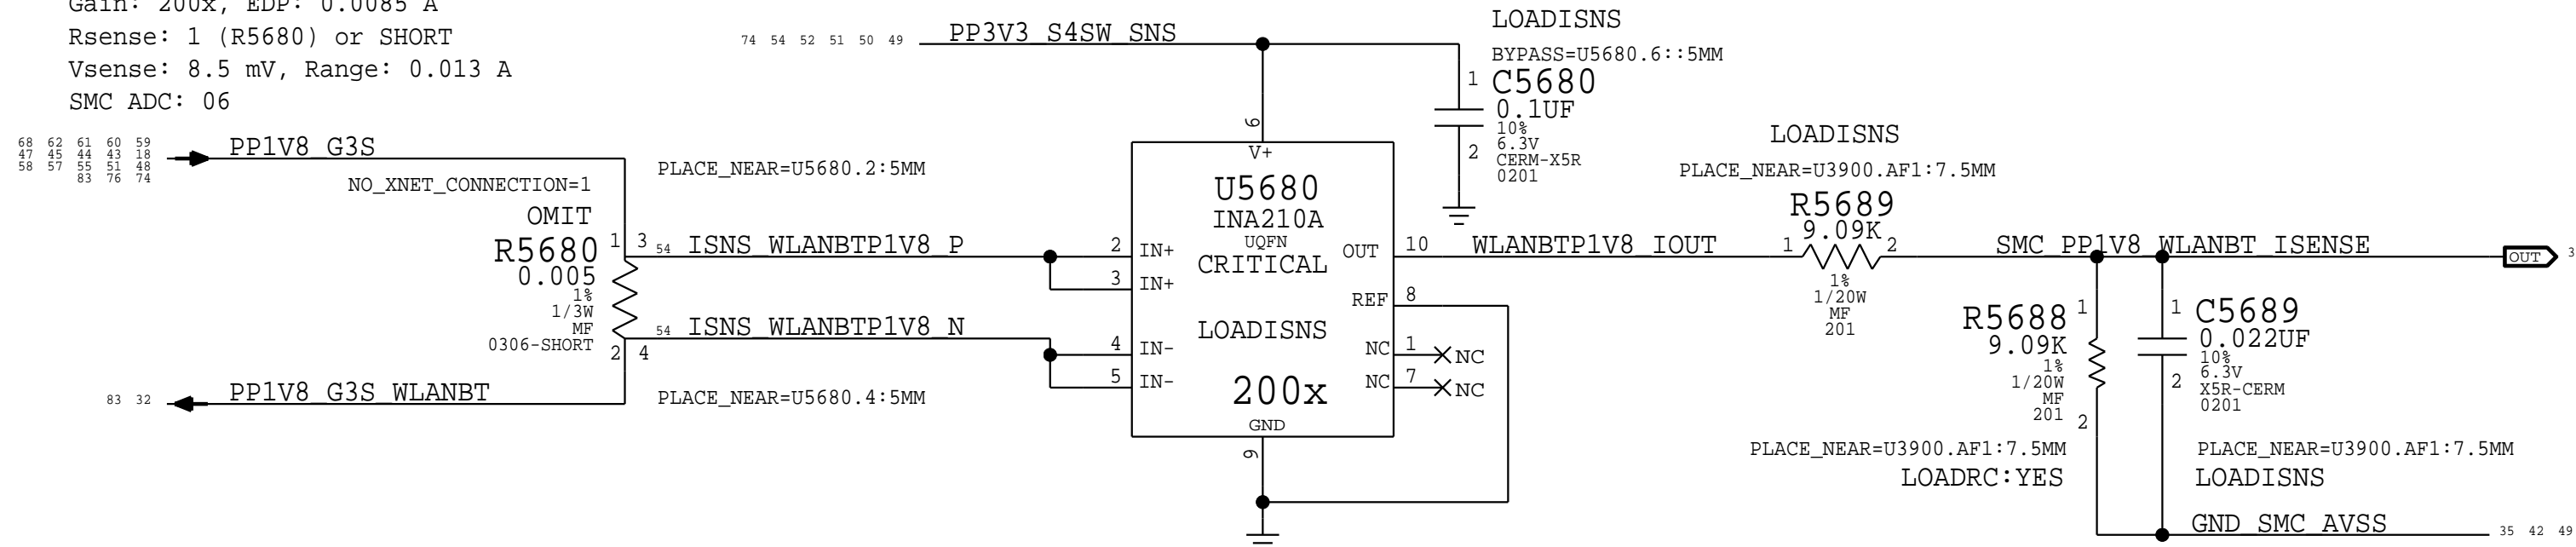 Gain: 200x, EDP: 0.0085 A
Rsense: 1 (R5680) or SHORT
Vsense: 8.5 mV, Range: 0.013 A
SMC ADC: 06
74 54 52 51 50 49
PP3V3_S4SW_SNS
LOADISNS
BYPASS=U5680.6::5MM
1
C5680
0.1UF
10%
6.3V
CERM-X5R
0201
2
68 62 61 60 59
47 45 44 43 18
58 57 55 51 48
83 76 74
PP1V8_G3S
NO_XNET_CONNECTION=1
PLACE_NEAR=U5680.2:5MM
OMIT
R5680
0.005
1%
1/3W
MF
0306-SHORT
1 3
2 4
54 ISNS_WLANBTP1V8_P
54 ISNS_WLANBTP1V8_N
83 32
PP1V8_G3S_WLANBT
PLACE_NEAR=U5680.4:5MM
6
V+
U5680
INA210A
UQFN
CRITICAL
LOADISNS
200x
GND
9
2 IN+
3 IN+
4 IN-
5 IN-
OUT 10
REF 8
NC 1 NC
NC 7 NC
WLANBTP1V8_IOUT
LOADISNS
PLACE_NEAR=U3900.AF1:7.5MM
R5689
9.09K
1 2
1%
1/20W
MF
201
SMC_PP1V8_WLANBT_ISENSE
OUT 3
R5688
9.09K
1%
1/20W
MF
201
1
2
PLACE_NEAR=U3900.AF1:7.5MM
LOADRC:YES
1
C5689
0.022UF
10%
6.3V
X5R-CERM
0201
2
PLACE_NEAR=U3900.AF1:7.5MM
LOADISNS
GND_SMC_AVSS
35 42 49